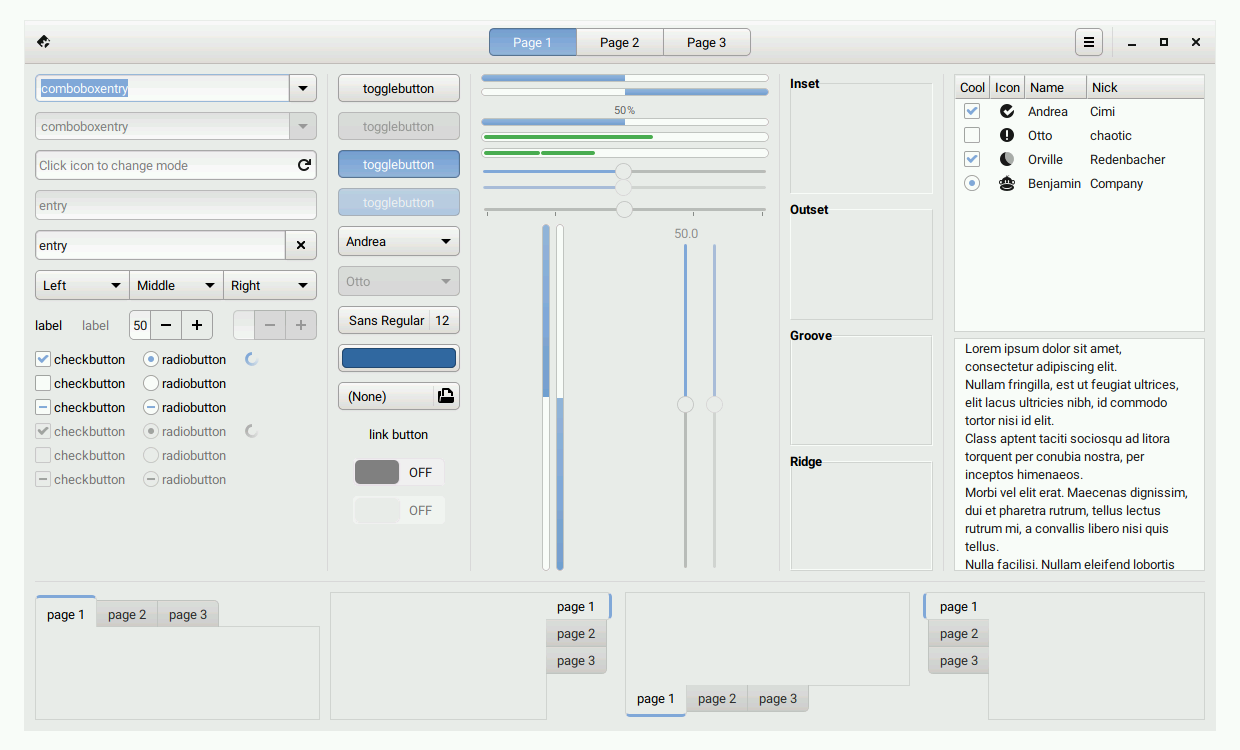 Page 1 Page 2 Page 3
comboboxentry
comboboxentry
Click icon to change mode
entry
entry
Left Middle Right
label label 50
checkbutton radiobutton
checkbutton radiobutton
checkbutton radiobutton
checkbutton radiobutton
checkbutton radiobutton
checkbutton radiobutton
togglebutton
togglebutton
togglebutton
togglebutton
Andrea
Otto
Sans Regular 12
(None)
link button
OFF
OFF
50%
50.0
Inset
Outset
Groove
Ridge
Cool Icon Name Nick
Andrea Cimi
Otto chaotic
Orville Redenbacher
Benjamin Company
Lorem ipsum dolor sit amet,
consectetur adipiscing elit.
Nullam fringilla, est ut feugiat ultrices,
elit lacus ultricies nibh, id commodo
tortor nisi id elit.
Class aptent taciti sociosqu ad litora
torquent per conubia nostra, per
inceptos himenaeos.
Morbi vel elit erat. Maecenas dignissim,
dui et pharetra rutrum, tellus lectus
rutrum mi, a convallis libero nisi quis
tellus.
Nulla facilisi. Nullam eleifend lobortis
page 1 page 2 page 3
page 1
page 2
page 3
page 1 page 2 page 3
page 1
page 2
page 3